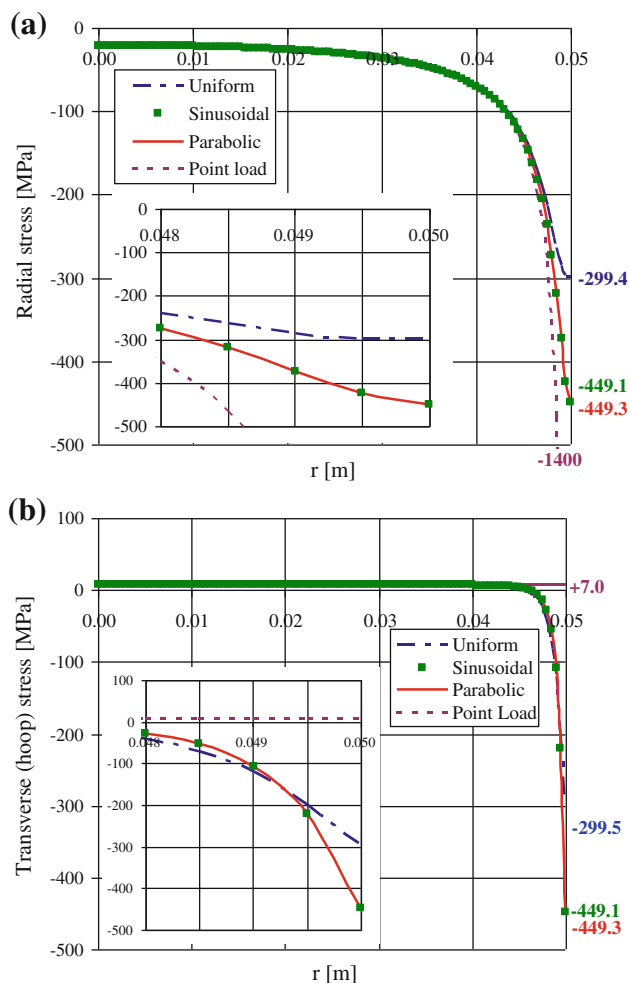 (a)
0
0.00 0.01 0.02 0.03 0.04 0.05
-100
-200
-300
-400
-500
Radial stress [MPa]
Uniform
Sinusoidal
Parabolic
Point load
0
0.048 0.049 0.050
-100
-200
-300
-400
-500
-299.4
-449.1
-449.3
-1400
r [m]
(b)
100
0
0.00 0.01 0.02 0.03 0.04 0.05
-100
-200
-300
-400
-500
Transverse (hoop) stress [MPa]
+7.0
Uniform
Sinusoidal
Parabolic
Point Load
100
0
0.048 0.049 0.050
-100
-200
-300
-400
-500
-299.5
-449.1
-449.3
r [m]